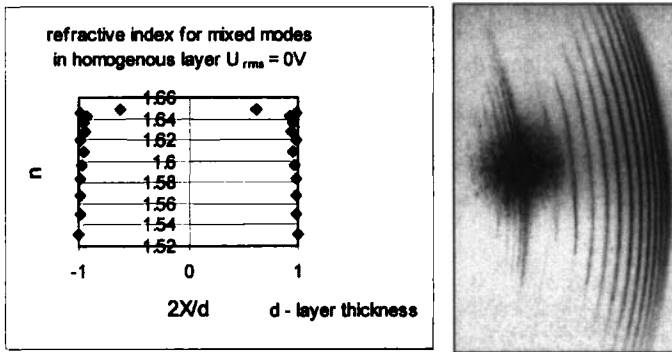 refractive index for mixed modes
in homogenous layer U rms = 0V
1.66
1.64
1.62
1.6
1.58
1.56
1.54
1.52
n
-1
0
1
2X/d
d - layer thickness